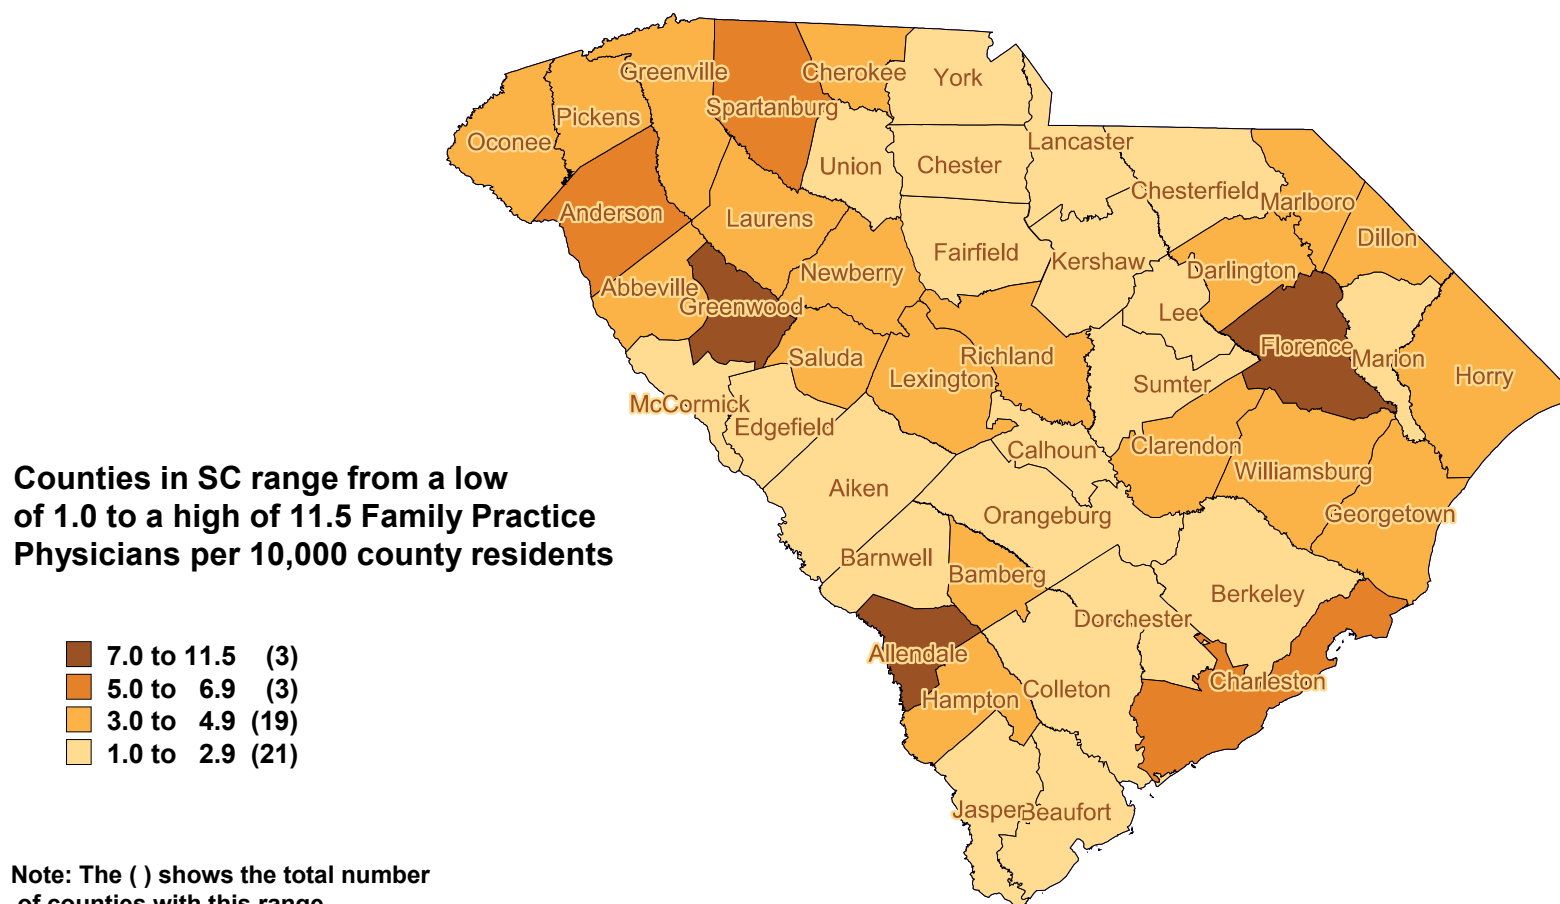 Greenville
Cherokee
York
Spartanburg
Pickens
Oconee
Union
Chester
Lancaster
Chesterfield
Marlboro
Anderson
Laurens
Dillon
Fairfield
Kershaw
Newberry
Darlington
Abbeville
Greenwood
Lee
Florence
Marion
Saluda
Richland
Lexington
Horry
Sumter
McCormick
Edgefield
Calhoun
Clarendon
Williamsburg
Aiken
Orangeburg
Georgetown
Barnwell
Bamberg
Berkeley
Dorchester
Allendale
Charleston
Hampton
Colleton
Jasper
Beaufort
Counties in SC range from a low
of 1.0 to a high of 11.5 Family Practice
Physicians per 10,000 county residents
7.0 to 11.5 (3)
5.0 to 6.9 (3)
3.0 to 4.9 (19)
1.0 to 2.9 (21)
Note: The ( ) shows the total number
of counties with this range